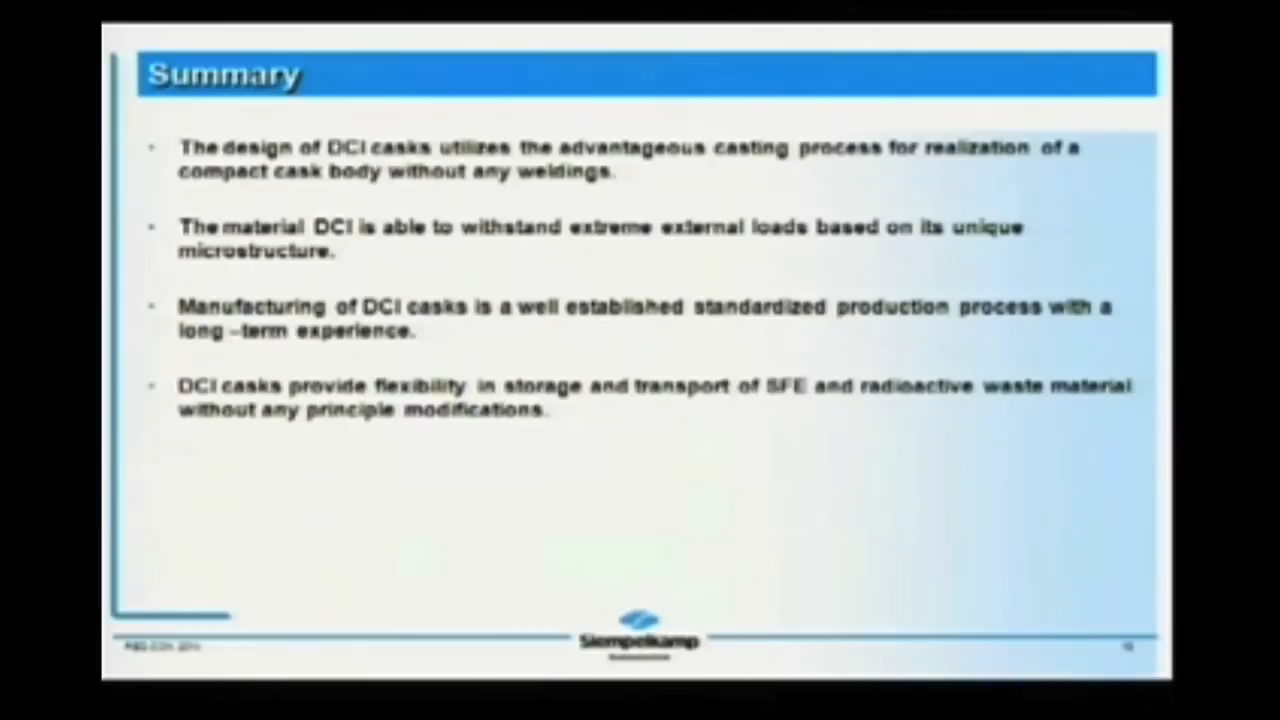 Summary
· The design of DCI casks utilizes the advantageous casting process for realization of a
compact cask body without any weldings.
· The material DCI is able to withstand extreme external loads based on its unique
microstructure.
· Manufacturing of DCI casks is a well established standardized production process with a
long –term experience.
· DCI casks provide flexibility in storage and transport of SFE and radioactive waste material
without any principle modifications.
Siempelkamp